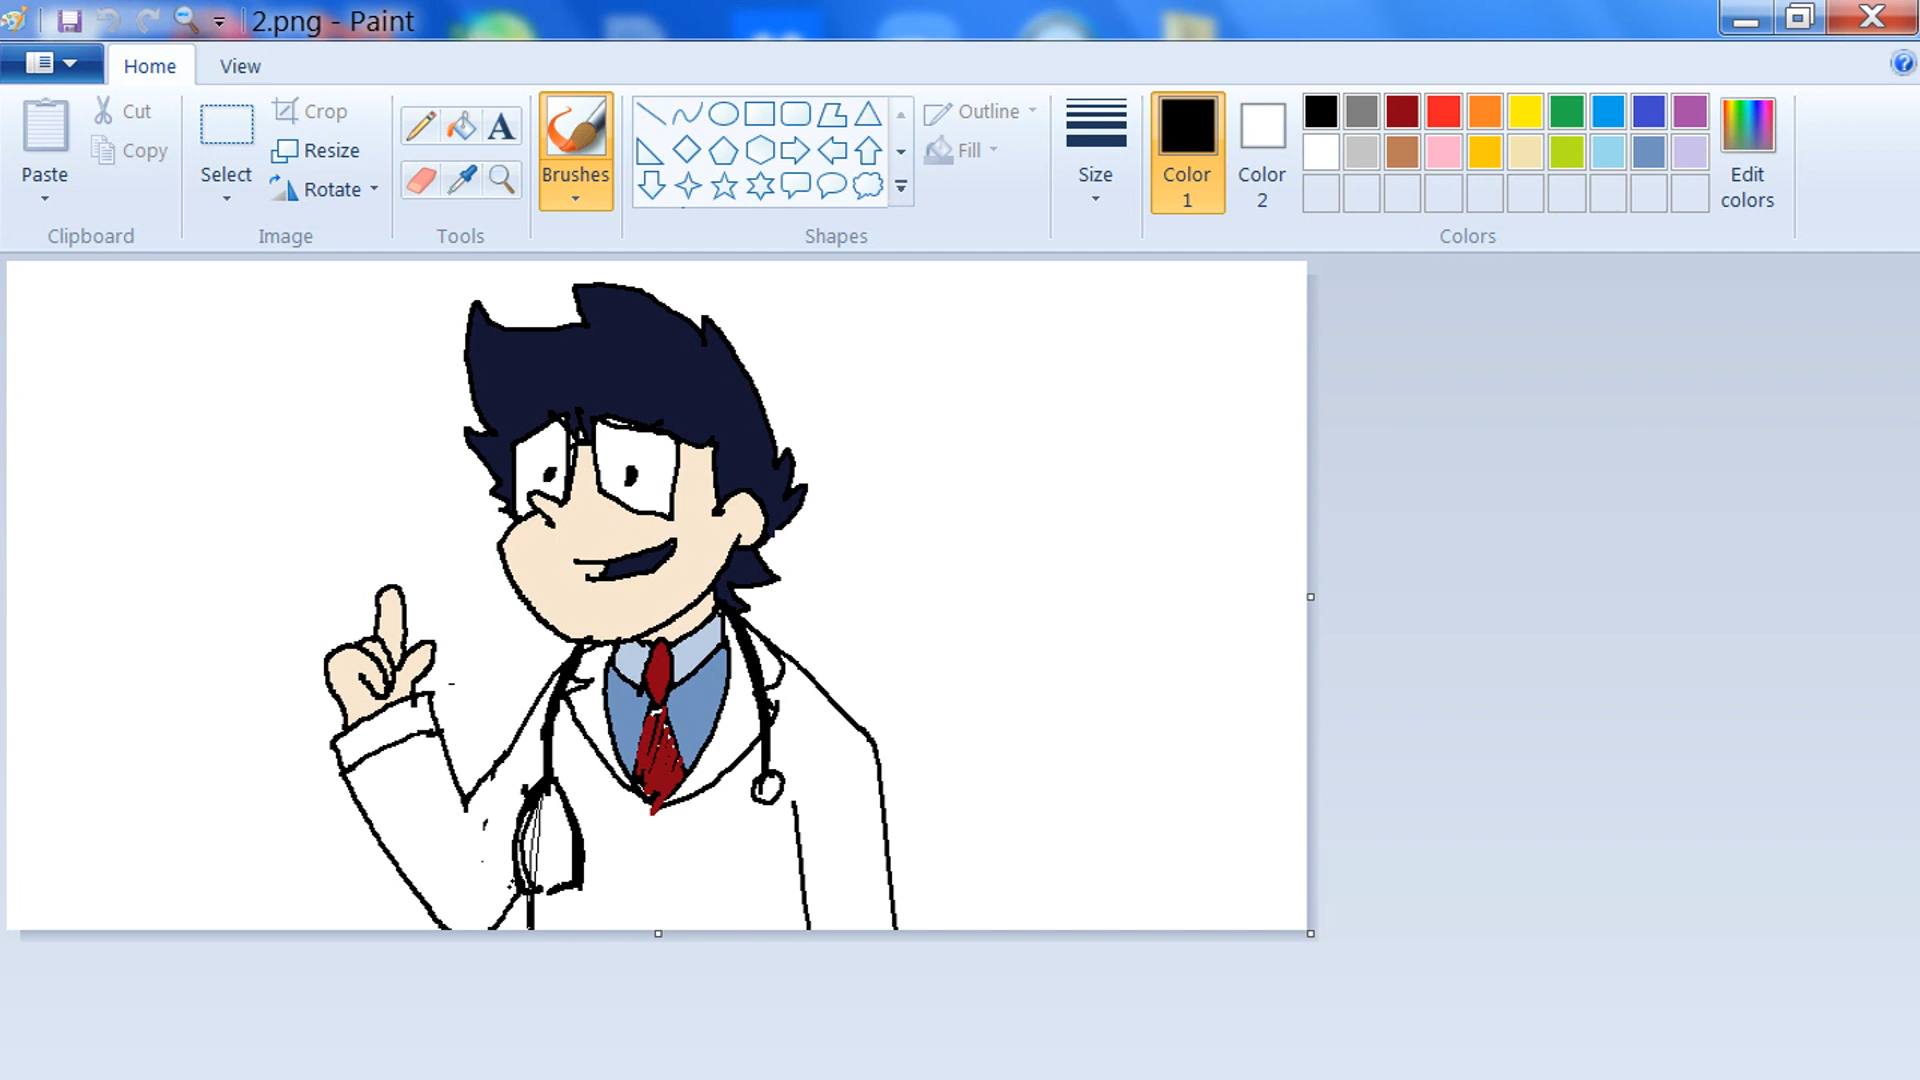 2.png - Paint
Home View
Paste
Cut
Copy
Clipboard
Select
Crop
Resize
Rotate
Image
A
Tools
Brushes
Shapes
Outline
Fill
Size
Color 1
Color 2
Edit colors
Colors